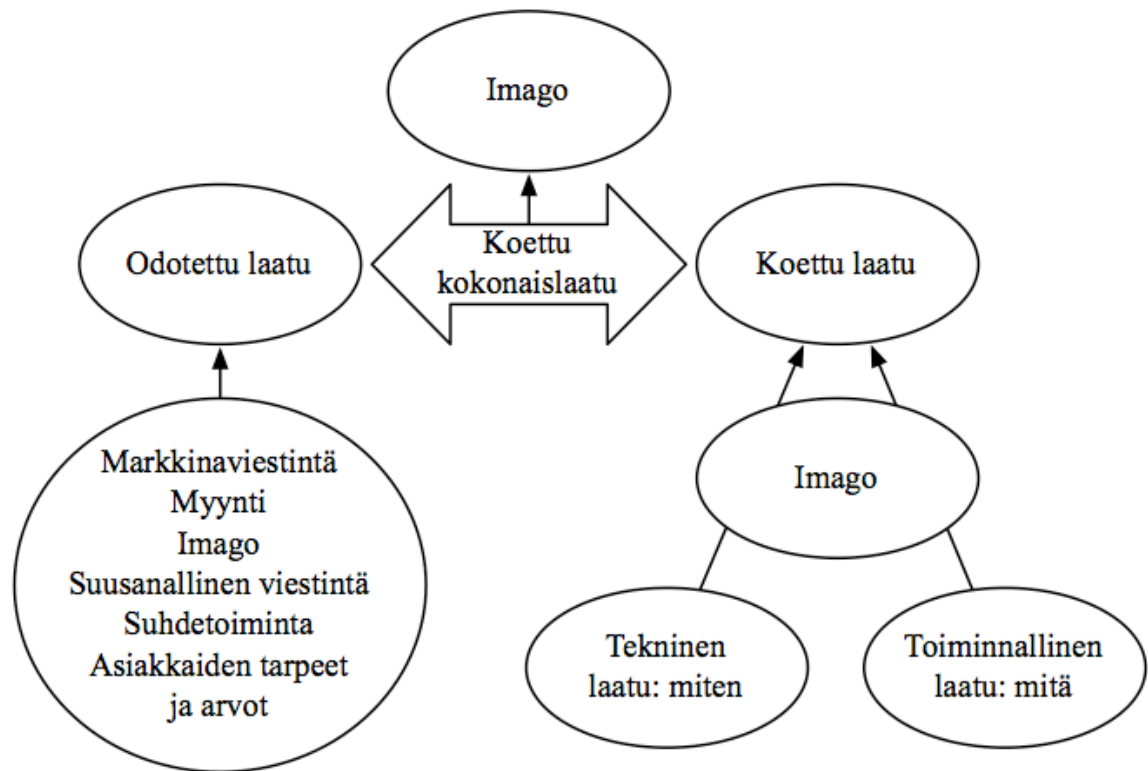 Imago
Odotettu laatu
Koettu
kokonaislaatu
Koettu laatu
Markkinaviestintä
Myynti
Imago
Suusanallinen viestintä
Suhdetoiminta
Asiakkaiden tarpeet
ja arvot
Imago
Tekninen
laatu: miten
Toiminnallinen
laatu: mitä